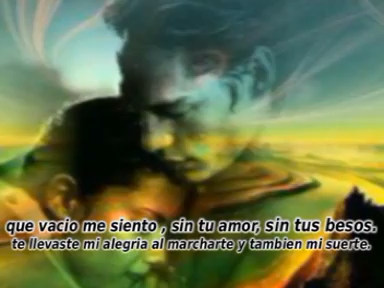 que vacio me siento , sin tu amor, sin tus besos.
te llevaste mi alegria al marcharte y tambien mi suerte.